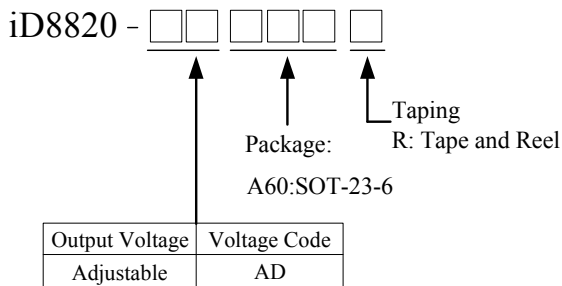 iD8820 -
Taping
R: Tape and Reel
Package:
A60:SOT-23-6
Output Voltage Voltage Code
Adjustable AD